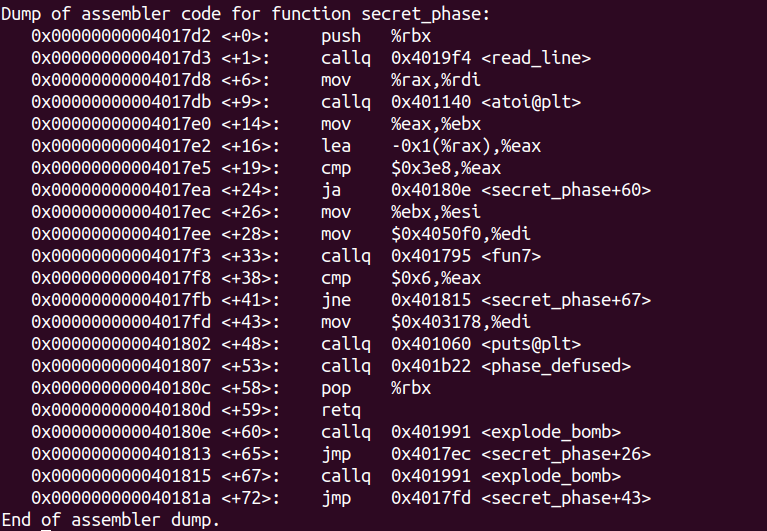 Dump of assembler code for function secret_phase:
   0x00000000004017d2 <+0>:     push   %rbx
   0x00000000004017d3 <+1>:     callq  0x4019f4 <read_line>
   0x00000000004017d8 <+6>:     mov    %rax,%rdi
   0x00000000004017db <+9>:     callq  0x401140 <atoi@plt>
   0x00000000004017e0 <+14>:    mov    %eax,%ebx
   0x00000000004017e2 <+16>:    lea    -0x1(%rax),%eax
   0x00000000004017e5 <+19>:    cmp    $0x3e8,%eax
   0x00000000004017ea <+24>:    ja     0x40180e <secret_phase+60>
   0x00000000004017ec <+26>:    mov    %ebx,%esi
   0x00000000004017ee <+28>:    mov    $0x4050f0,%edi
   0x00000000004017f3 <+33>:    callq  0x401795 <fun7>
   0x00000000004017f8 <+38>:    cmp    $0x6,%eax
   0x00000000004017fb <+41>:    jne    0x401815 <secret_phase+67>
   0x00000000004017fd <+43>:    mov    $0x403178,%edi
   0x0000000000401802 <+48>:    callq  0x401060 <puts@plt>
   0x0000000000401807 <+53>:    callq  0x401b22 <phase_defused>
   0x000000000040180c <+58>:    pop    %rbx
   0x000000000040180d <+59>:    retq
   0x000000000040180e <+60>:    callq  0x401991 <explode_bomb>
   0x0000000000401813 <+65>:    jmp    0x4017ec <secret_phase+26>
   0x0000000000401815 <+67>:    callq  0x401991 <explode_bomb>
   0x000000000040181a <+72>:    jmp    0x4017fd <secret_phase+43>
End of assembler dump.